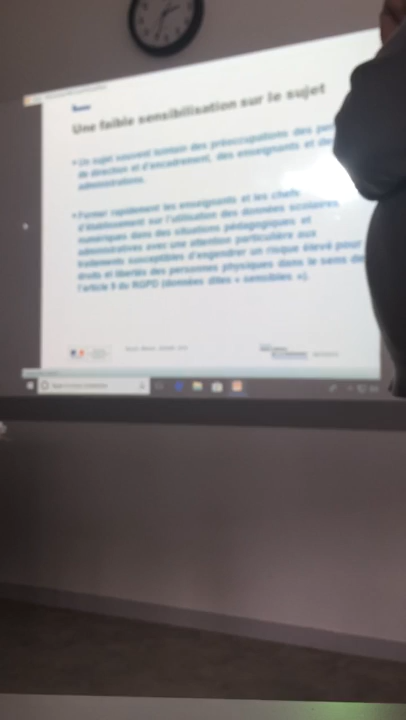 Une faible sensibilisation sur le sujet
• Un sujet souvent lointain des préoccupations des
de direction et d'encadrement, des enseignants et des
administrations.
• Former rapidement les enseignants et les chefs
d'établissement sur l'utilisation des données scolaires
numériques dans des situations pédagogiques et
administratives avec une attention particulière aux
traitements susceptibles d'engendrer un risque élevé pour
droits et libertés des personnes physiques dans le sens de
l'article 9 du RGPD (données dites « sensibles »).